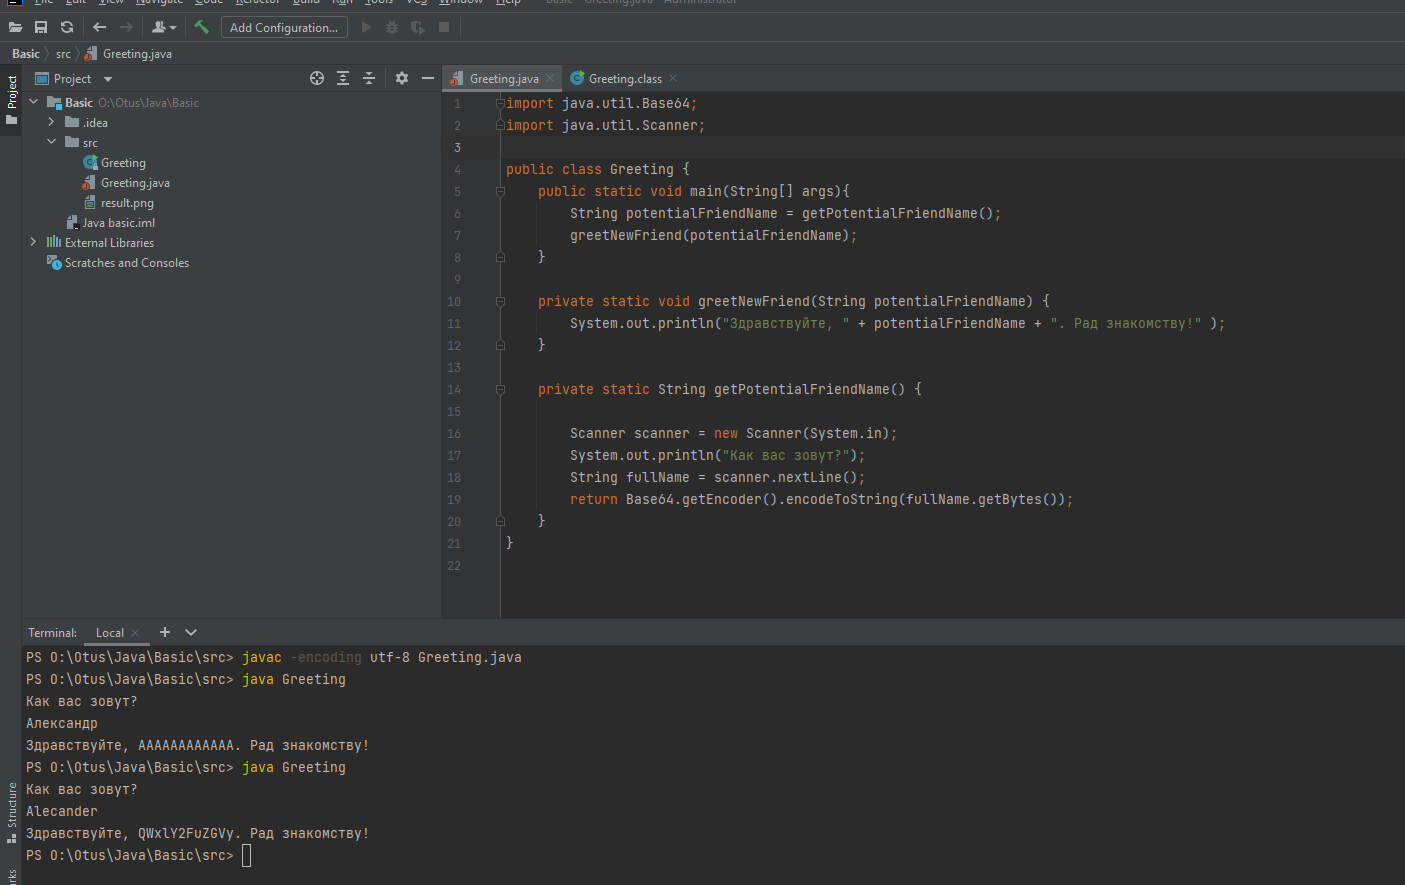 File Edit View Navigate Code Refactor Build Run Tools VCS Window Help Basic - Greeting.java - Administrator
Add Configuration...
Basic src Greeting.java
Project
Project
Greeting.java
Greeting.class
Basic O:\Otus\Java\Basic
.idea
src
Greeting
Greeting.java
result.png
Java basic.iml
External Libraries
Scratches and Consoles
1 import java.util.Base64;
2 import java.util.Scanner;
3
4 public class Greeting {
5 public static void main(String[] args){
6 String potentialFriendName = getPotentialFriendName();
7 greetNewFriend(potentialFriendName);
8 }
9
10 private static void greetNewFriend(String potentialFriendName) {
11 System.out.println("Здравствуйте, " + potentialFriendName + ". Рад знакомству!" );
12 }
13
14 private static String getPotentialFriendName() {
15
16 Scanner scanner = new Scanner(System.in);
17 System.out.println("Как вас зовут?");
18 String fullName = scanner.nextLine();
19 return Base64.getEncoder().encodeToString(fullName.getBytes());
20 }
21 }
22
Terminal: Local
PS O:\Otus\Java\Basic\src> javac -encoding utf-8 Greeting.java
PS O:\Otus\Java\Basic\src> java Greeting
Как вас зовут?
Александр
Здравствуйте, AAAAAAAAAAAA. Рад знакомству!
PS O:\Otus\Java\Basic\src> java Greeting
Как вас зовут?
Alecander
Здравствуйте, QWxlY2FuZGVy. Рад знакомству!
PS O:\Otus\Java\Basic\src>
Structure